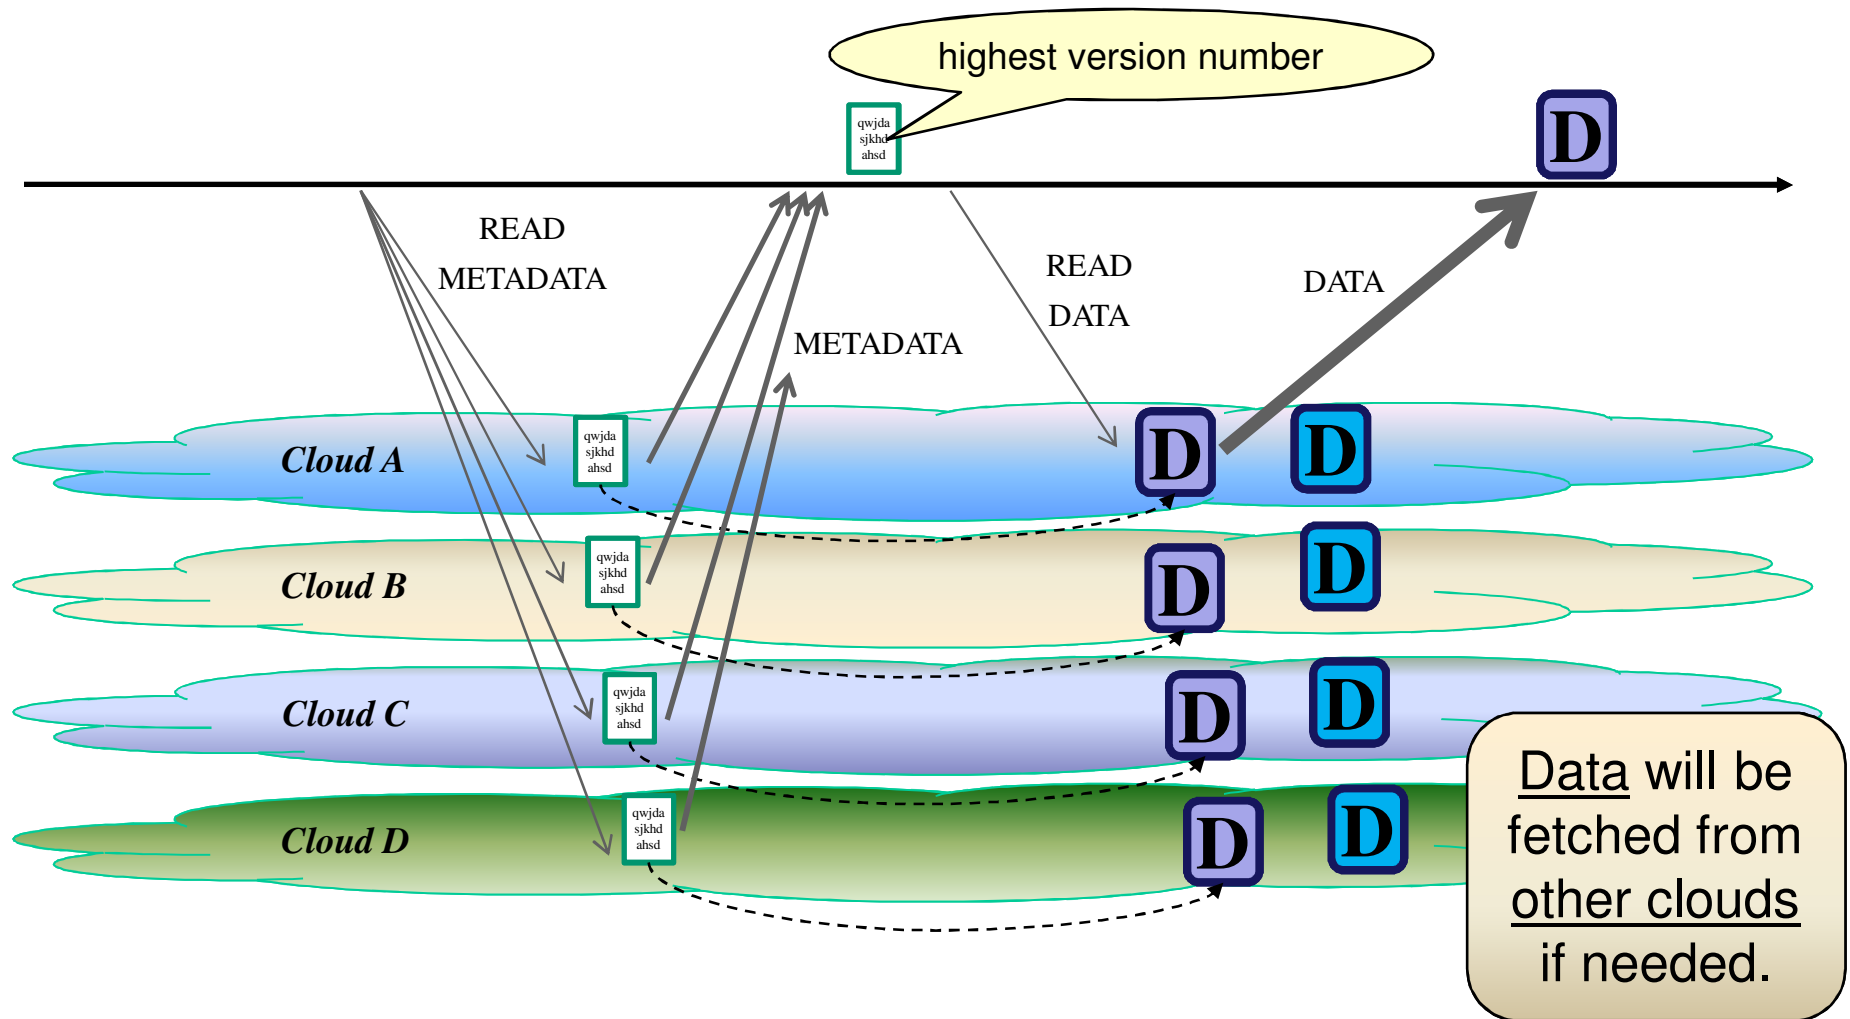 highest version number
qwjda
sjkhd
ahsd
D
READ
METADATA
READ
DATA
DATA
METADATA
Cloud A
qwjda
sjkhd
ahsd
D
D
Cloud B
qwjda
sjkhd
ahsd
D
D
Cloud C
qwjda
sjkhd
ahsd
D
D
Cloud D
qwjda
sjkhd
ahsd
D
D
Data will be
fetched from
other clouds
if needed.